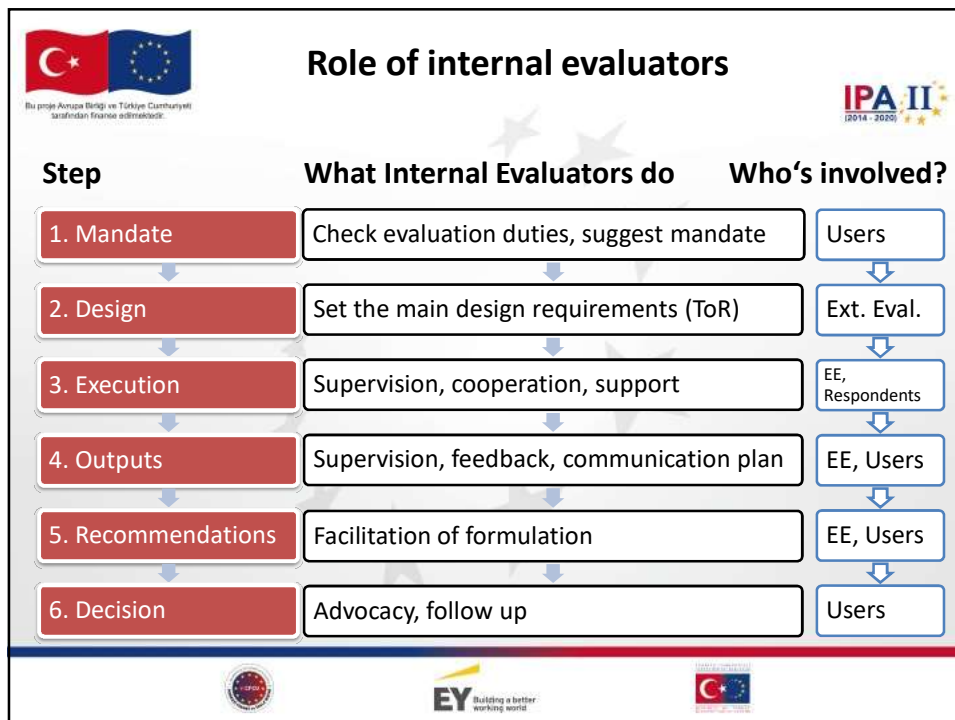 Role of internal evaluators
Bu proje Avrupa Birliği ve Türkiye Cumhuriyeti
tarafından finanse edilmektedir.
IPA II
(2014 - 2020)
Step
What Internal Evaluators do
Who‘s involved?
1. Mandate
Check evaluation duties, suggest mandate
Users
2. Design
Set the main design requirements (ToR)
Ext. Eval.
3. Execution
Supervision, cooperation, support
EE,
Respondents
4. Outputs
Supervision, feedback, communication plan
EE, Users
5. Recommendations
Facilitation of formulation
EE, Users
6. Decision
Advocacy, follow up
Users
EY
Building a better
working world